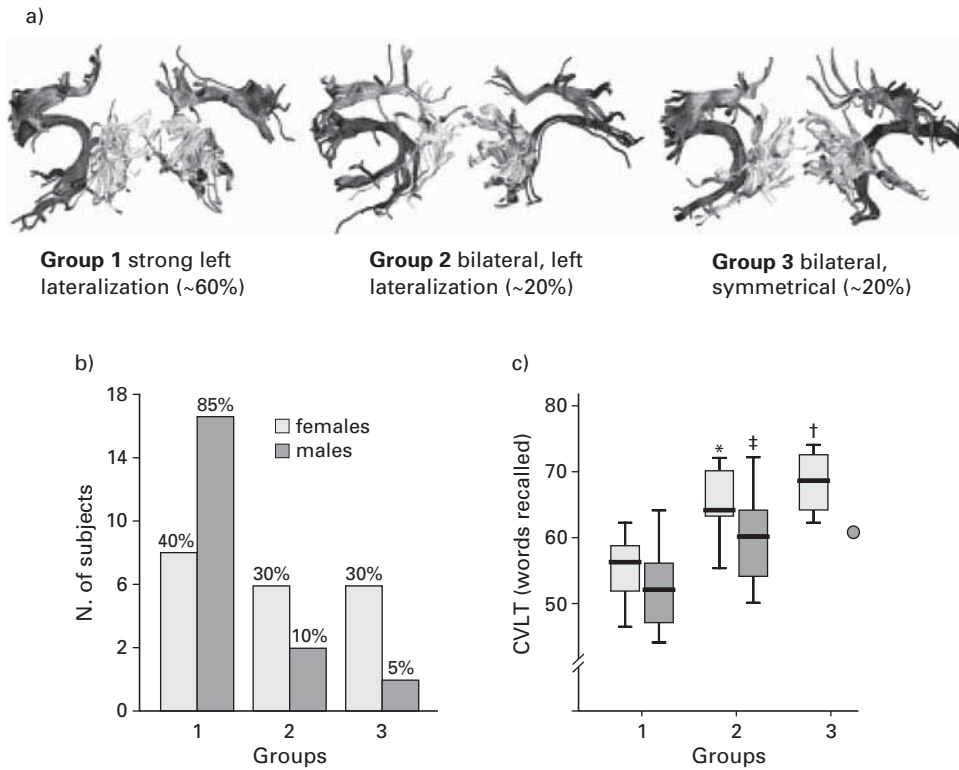 a)
Group 1 strong left
lateralization (~60%)
Group 2 bilateral, left
lateralization (~20%)
Group 3 bilateral,
symmetrical (~20%)
b)
18
14
10
6
2
0
N. of subjects
85%
40%
30%
10%
30%
5%
females
males
1
2
3
Groups
c)
80
70
60
50
CVLT (words recalled)
*
‡
†
1
2
3
Groups